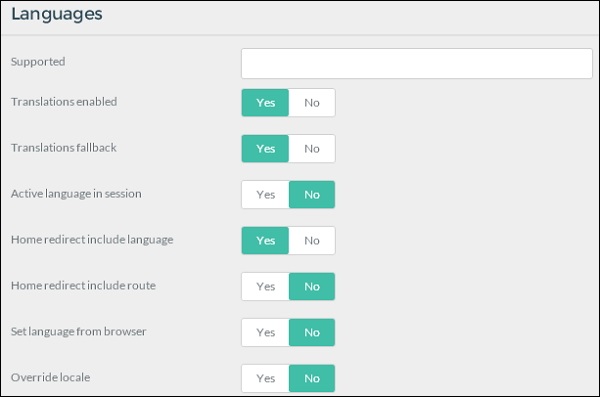 Languages
Supported
Translations enabled Yes No
Translations fallback Yes No
Active language in session Yes No
Home redirect include language Yes No
Home redirect include route Yes No
Set language from browser Yes No
Override locale Yes No